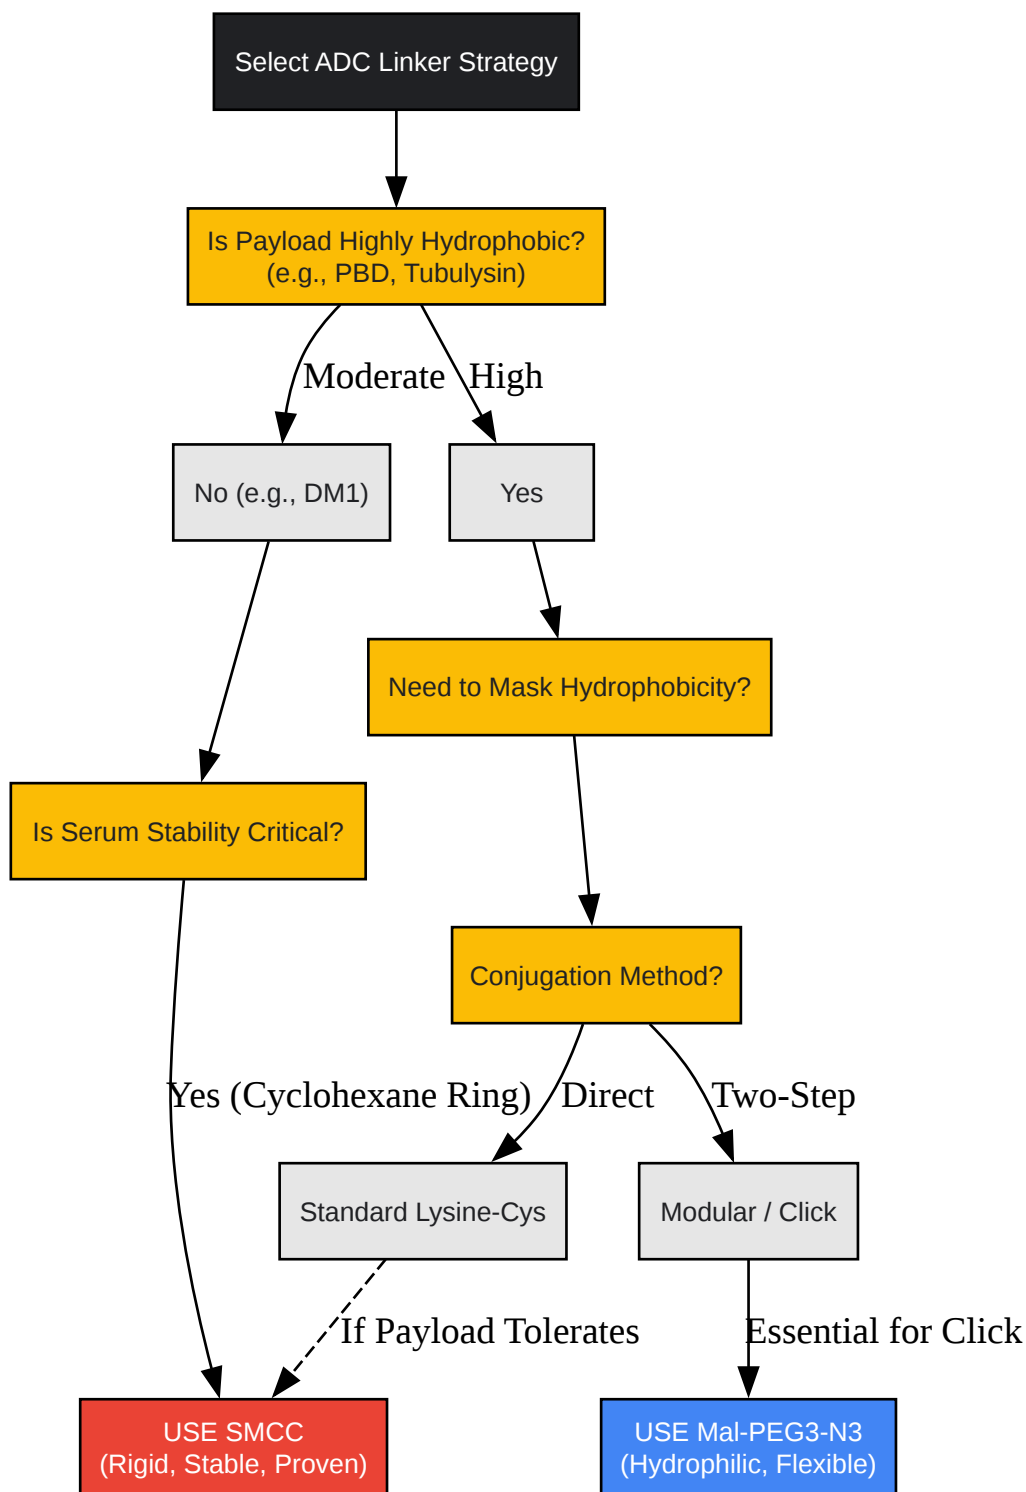 Select ADC Linker Strategy
Is Payload Highly Hydrophobic?
(e.g., PBD, Tubulysin)
Moderate
High
No (e.g., DM1)
Yes
Need to Mask Hydrophobicity?
Is Serum Stability Critical?
Conjugation Method?
Yes (Cyclohexane Ring)
Direct
Two-Step
Standard Lysine-Cys
Modular / Click
If Payload Tolerates
Essential for Click
USE SMCC
(Rigid, Stable, Proven)
USE Mal-PEG3-N3
(Hydrophilic, Flexible)